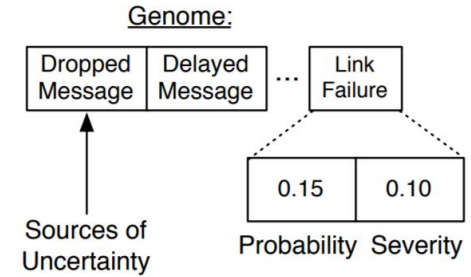 Genome:
Dropped Message
Delayed Message
...
Link Failure
0.15
0.10
Sources of Uncertainty
Probability
Severity